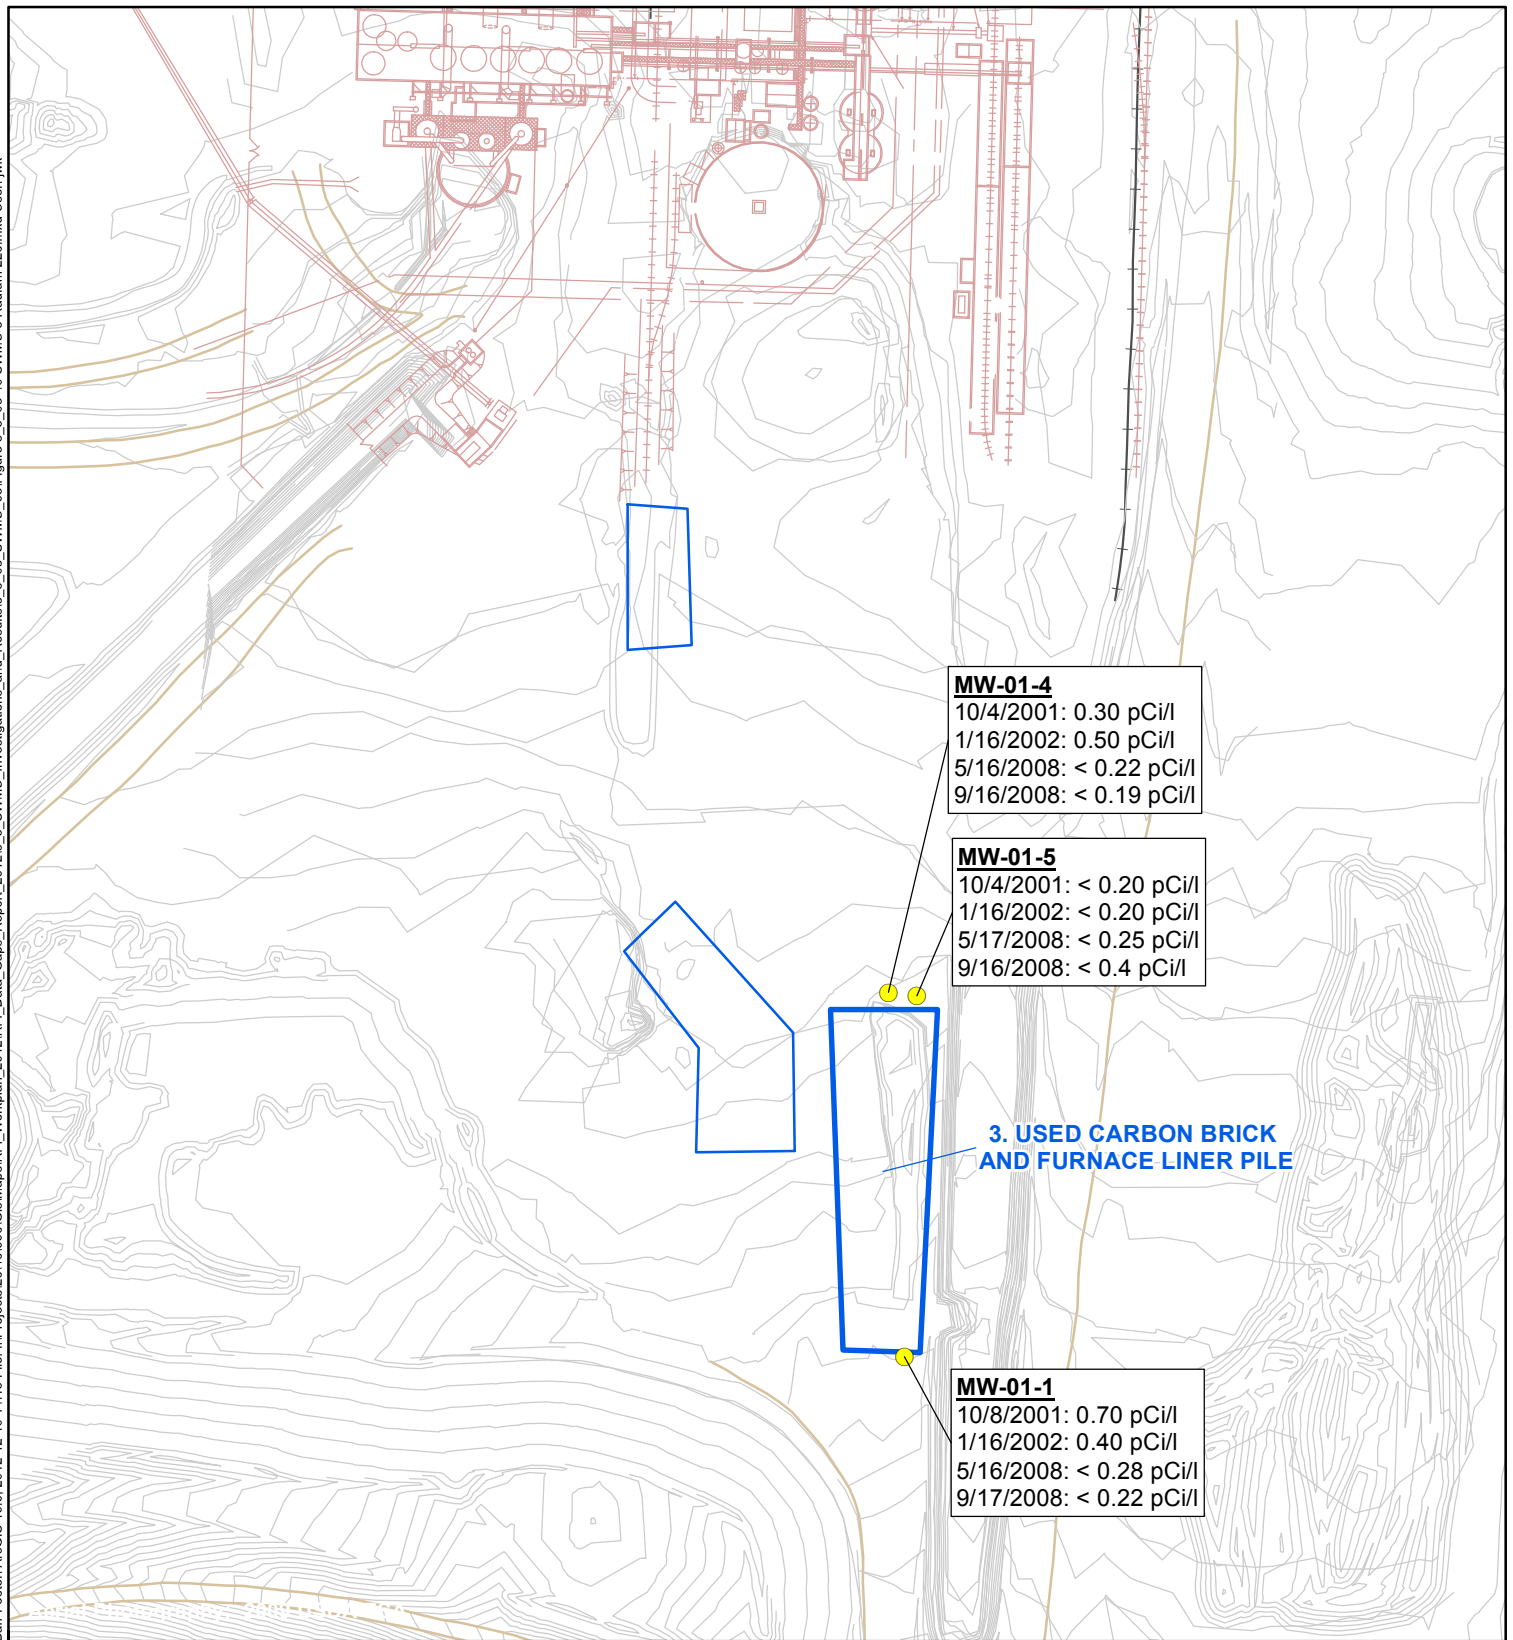 MW-01-4
10/4/2001: 0.30 pCi/l
1/16/2002: 0.50 pCi/l
5/16/2008: < 0.22 pCi/l
9/16/2008: < 0.19 pCi/l
MW-01-5
10/4/2001: < 0.20 pCi/l
1/16/2002: < 0.20 pCi/l
5/17/2008: < 0.25 pCi/l
9/16/2008: < 0.4 pCi/l
3. USED CARBON BRICK
AND FURNACE LINER PILE
MW-01-1
10/8/2001: 0.70 pCi/l
1/16/2002: 0.40 pCi/l
5/16/2008: < 0.28 pCi/l
9/17/2008: < 0.22 pCi/l